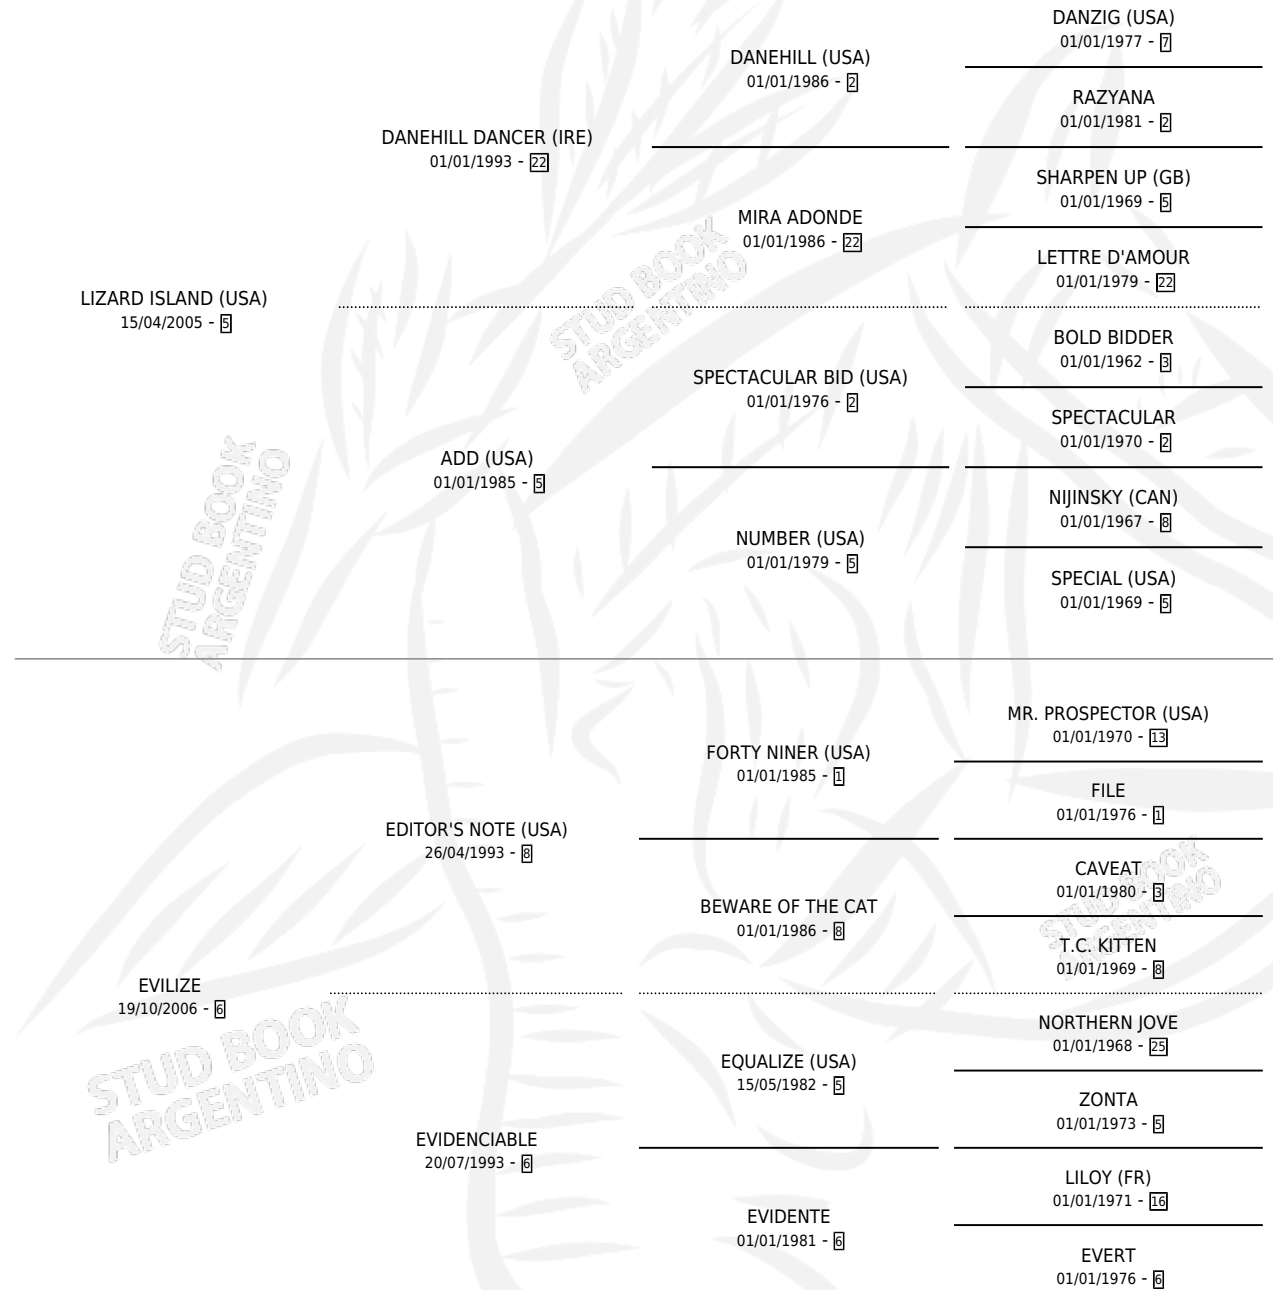 DANZIG (USA)
01/01/1977 - 7
DANEHILL (USA)
01/01/1986 - 2
RAZYANA
01/01/1981 - 2
DANEHILL DANCER (IRE)
01/01/1993 - 22
SHARPEN UP (GB)
01/01/1969 - 5
MIRA ADONDE
01/01/1986 - 22
LETTRE D'AMOUR
01/01/1979 - 22
LIZARD ISLAND (USA)
15/04/2005 - 5
BOLD BIDDER
01/01/1962 - 3
SPECTACULAR BID (USA)
01/01/1976 - 2
SPECTACULAR
01/01/1970 - 2
ADD (USA)
01/01/1985 - 5
NIJINSKY (CAN)
01/01/1967 - 8
NUMBER (USA)
01/01/1979 - 5
SPECIAL (USA)
01/01/1969 - 5
MR. PROSPECTOR (USA)
01/01/1970 - 13
FORTY NINER (USA)
01/01/1985 - 1
FILE
01/01/1976 - 1
EDITOR'S NOTE (USA)
26/04/1993 - 8
CAVEAT
01/01/1980 - 3
BEWARE OF THE CAT
01/01/1986 - 8
T.C. KITTEN
01/01/1969 - 8
EVILIZE
19/10/2006 - 6
NORTHERN JOVE
01/01/1968 - 25
EQUALIZE (USA)
15/05/1982 - 5
ZONTA
01/01/1973 - 5
EVIDENCIABLE
20/07/1993 - 6
LILOY (FR)
01/01/1971 - 16
EVIDENTE
01/01/1981 - 6
EVERT
01/01/1976 - 6
STUD BOOK
ARGENTINO
STUD BOOK
ARGENTINO
STUD BOOK
ARGENTINO
STUD BOOK
ARGENTINO